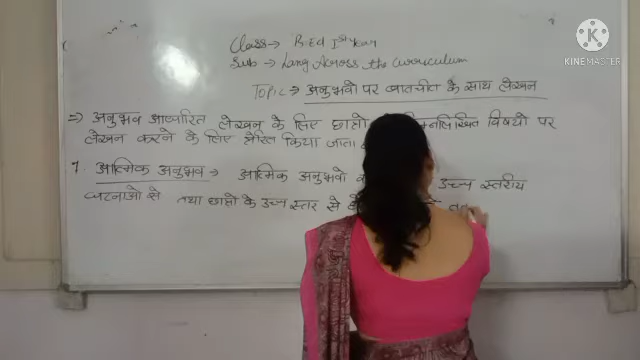 Class → B.Ed Ist Year
Sub → Lang Across the curriculum
Topic → अनुभवो पर बातचीत के साथ लेखन
⇒ अनुभव आधारित लेखन के लिए छात्रो विषयो पर
लेखन करने के लिए प्रेरित किया जाता
1. आत्मिक अनुभव → आत्मिक अनुभवो उच्च स्तरीय
घटनाओ से तथा छात्रो के उच्च स्तर से
KINEMASTER